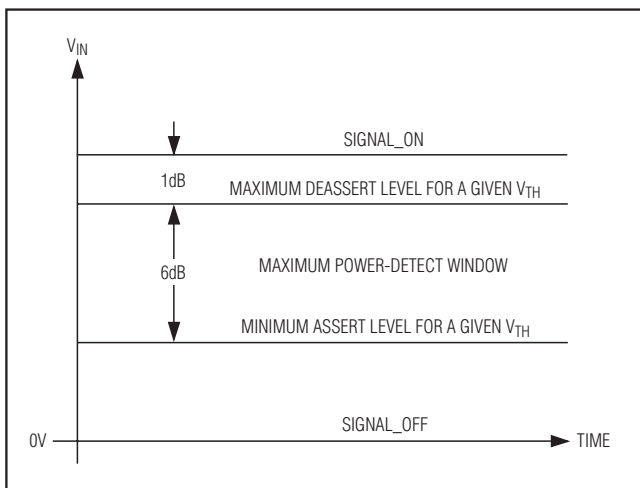 VIN
SIGNAL_ON
1dB
MAXIMUM DEASSERT LEVEL FOR A GIVEN VTH
6dB
MAXIMUM POWER-DETECT WINDOW
MINIMUM ASSERT LEVEL FOR A GIVEN VTH
SIGNAL_OFF
0V
TIME